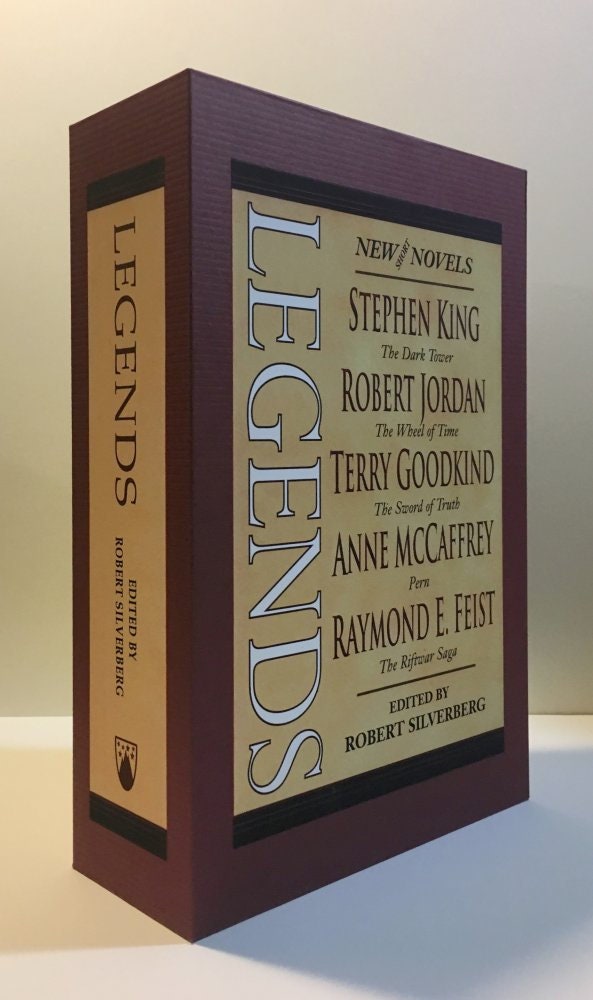 LEGENDS
EDITED BY
ROBERT SILVERBERG
LEGENDS
NEW SHORT NOVELS
STEPHEN KING
The Dark Tower
ROBERT JORDAN
The Wheel of Time
TERRY GOODKIND
The Sword of Truth
ANNE MCCAFFREY
Pern
RAYMOND E. FEIST
The Riftwar Saga
EDITED BY
ROBERT SILVERBERG